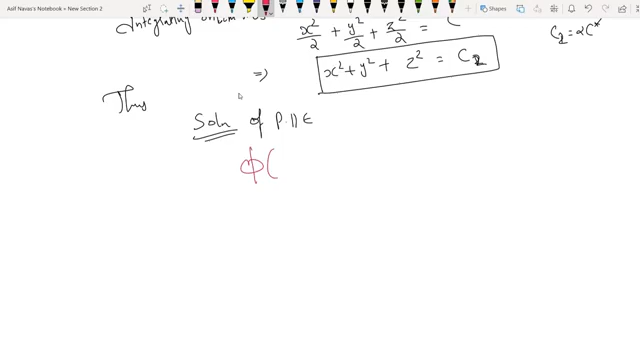 Asif Navas's Notebook » New Section 2
Integrating
x²/2 + y²/2 + z²/2 = C
C₂ = 2C*
⇒ x² + y² + z² = C₂
Thus
Soln of P.D.E
ϕ(